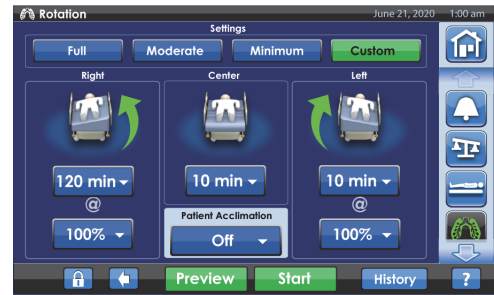 Rotation
June 21, 2020 1:00 am
Settings
Full Moderate Minimum Custom
Right Center Left
120 min 10 min 10 min
@ @
100% 100%
Patient Acclimation
Off
Preview Start History ?